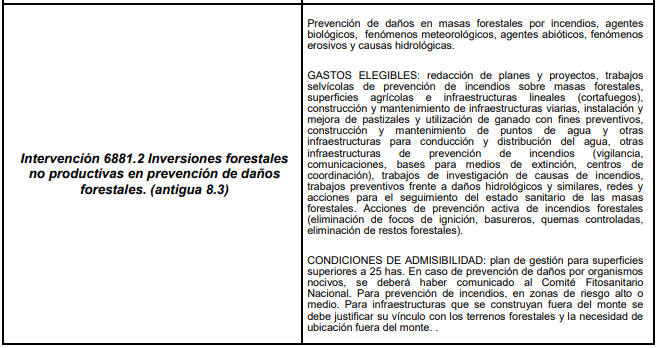 Prevención de daños en masas forestales por incendios, agentes
biológicos, fenómenos meteorológicos, agentes abióticos, fenómenos
erosivos y causas hidrológicas.
GASTOS ELEGIBLES: redacción de planes y proyectos, trabajos
selvícolas de prevención de incendios sobre masas forestales,
superficies agrícolas e infraestructuras lineales (cortafuegos),
construcción y mantenimiento de infraestructuras viarias, instalación y
mejora de pastizales y utilización de ganado con fines preventivos,
construcción y mantenimiento de puntos de agua y otras
infraestructuras para conducción y distribución del agua, otras
infraestructuras de prevención de incendios (vigilancia,
comunicaciones, bases para medios de extinción, centros de
coordinación), trabajos de investigación de causas de incendios,
trabajos preventivos frente a daños hidrológicos y similares, redes y
acciones para el seguimiento del estado sanitario de las masas
forestales. Acciones de prevención activa de incendios forestales
(eliminación de focos de ignición, basureros, quemas controladas,
eliminación de restos forestales).
CONDICIONES DE ADMISIBILIDAD: plan de gestión para superficies
superiores a 25 has. En caso de prevención de daños por organismos
nocivos, se deberá haber comunicado al Comité Fitosanitario
Nacional. Para prevención de incendios, en zonas de riesgo alto o
medio. Para infraestructuras que se construyan fuera del monte se
debe justificar su vínculo con los terrenos forestales y la necesidad de
ubicación fuera del monte. .
Intervención 6881.2 Inversiones forestales
no productivas en prevención de daños
forestales. (antigua 8.3)